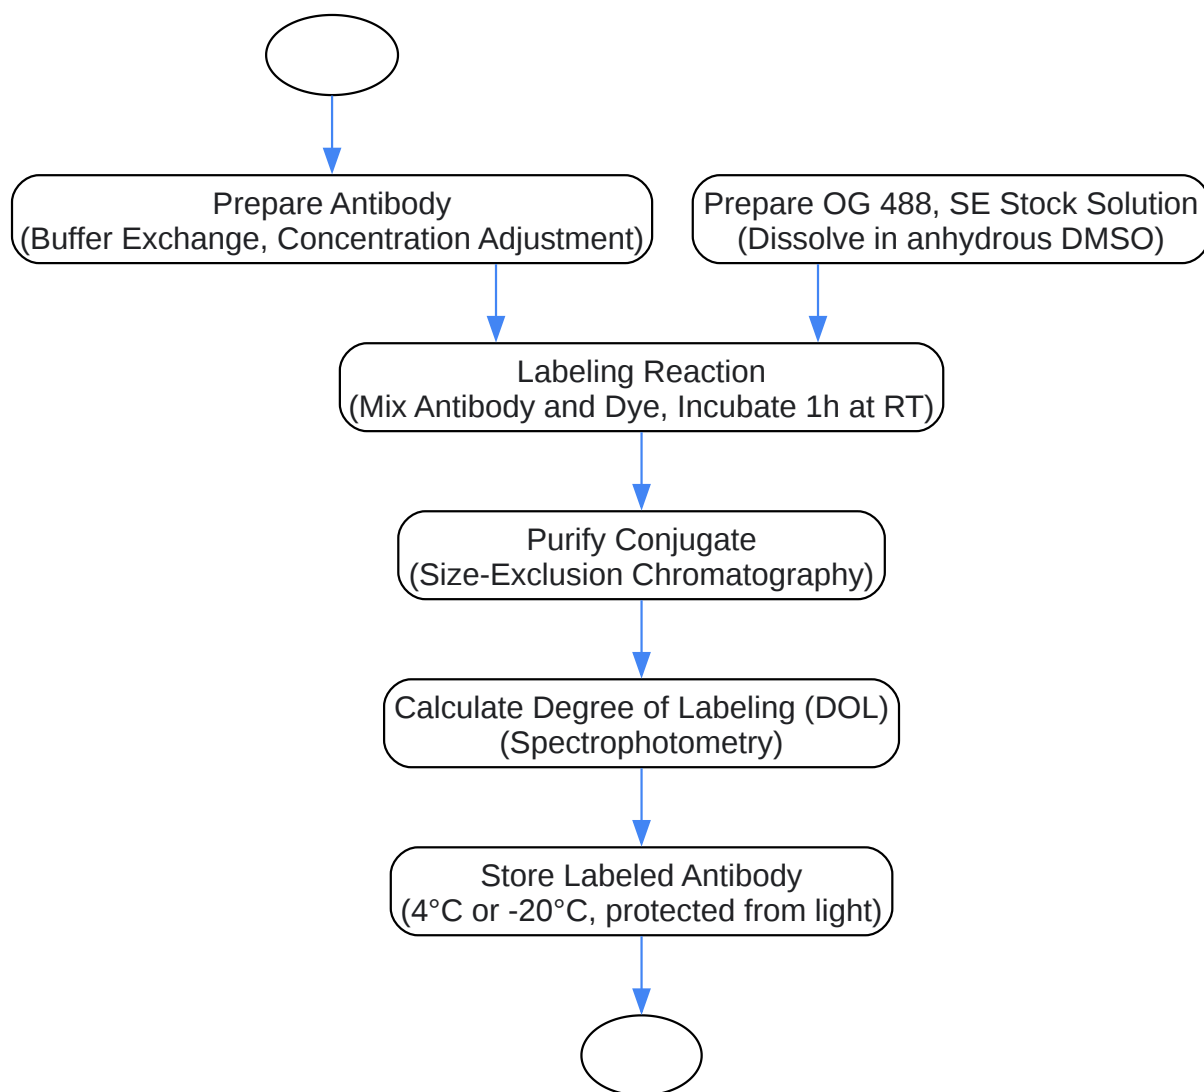 Prepare Antibody
(Buffer Exchange, Concentration Adjustment)
Prepare OG 488, SE Stock Solution
(Dissolve in anhydrous DMSO)
Labeling Reaction
(Mix Antibody and Dye, Incubate 1h at RT)
Purify Conjugate
(Size-Exclusion Chromatography)
Calculate Degree of Labeling (DOL)
(Spectrophotometry)
Store Labeled Antibody
(4°C or -20°C, protected from light)